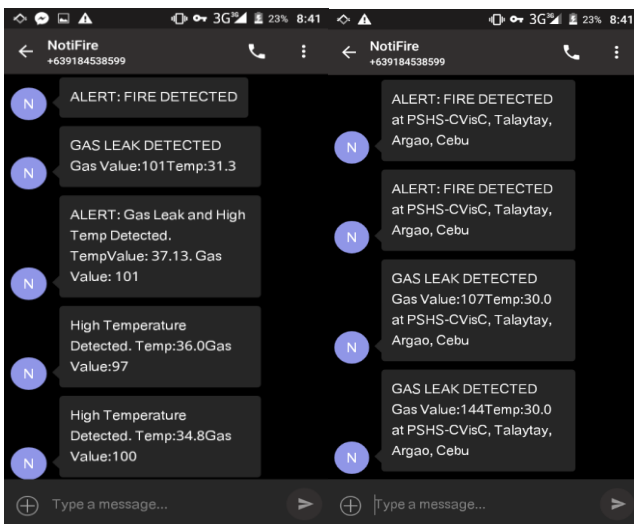 3G 36 23% 8:41
NotiFire
+639184538599
N
ALERT: FIRE DETECTED
N
GAS LEAK DETECTED
Gas Value:101Temp:31.3
N
ALERT: Gas Leak and High
Temp Detected.
TempValue: 37.13. Gas
Value: 101
N
High Temperature
Detected. Temp:36.0Gas
Value:97
N
High Temperature
Detected. Temp:34.8Gas
Value:100
N
Type a message...
3G 36 23% 8:41
NotiFire
+639184538599
ALERT: FIRE DETECTED
at PSHS-CVisC, Talaytay,
Argao, Cebu
N
ALERT: FIRE DETECTED
at PSHS-CVisC, Talaytay,
Argao, Cebu
N
GAS LEAK DETECTED
Gas Value:107Temp:30.0
at PSHS-CVisC, Talaytay,
Argao, Cebu
N
GAS LEAK DETECTED
Gas Value:144Temp:30.0
at PSHS-CVisC, Talaytay,
Argao, Cebu
N
Type a message...